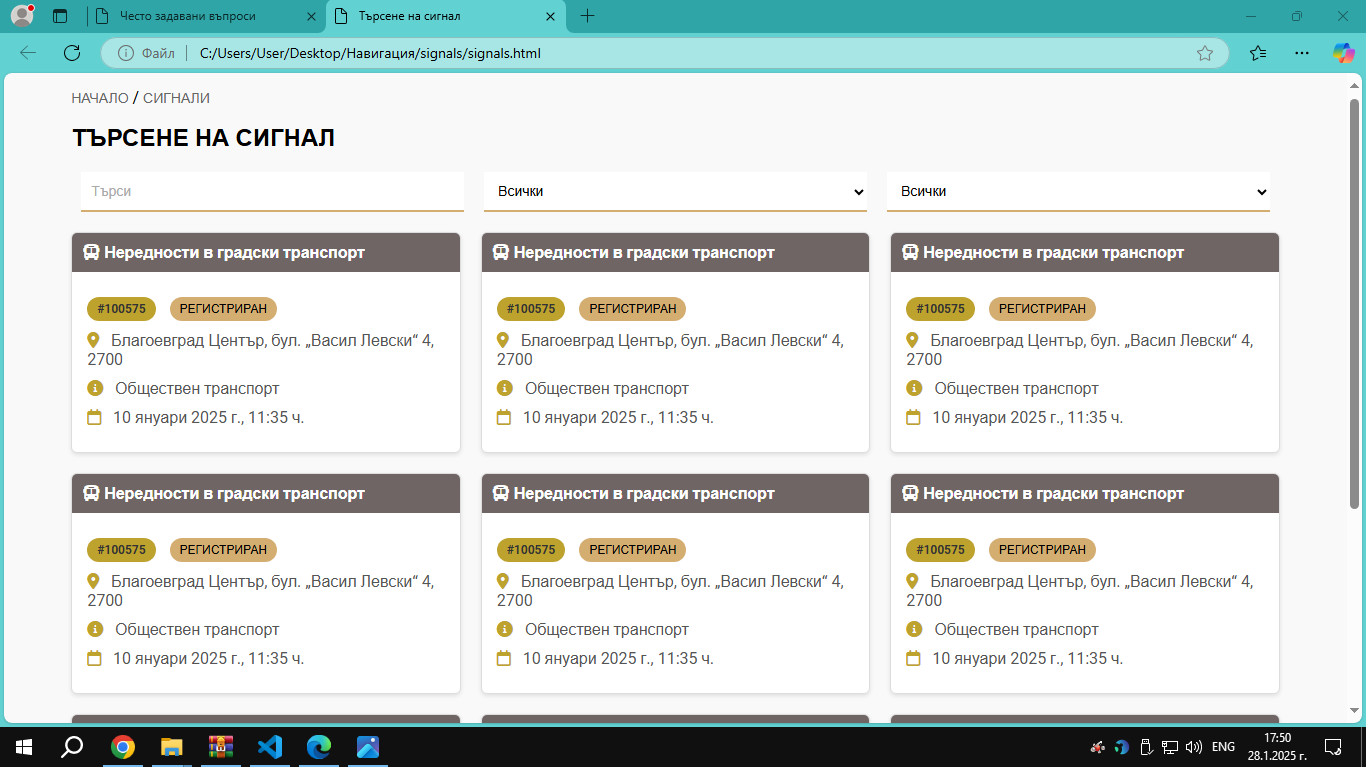 Често задавани въпроси
Търсене на сигнал
Файл
C:/Users/User/Desktop/Навигация/signals/signals.html
НАЧАЛО / СИГНАЛИ
ТЪРСЕНЕ НА СИГНАЛ
Търси
Всички
Всички
Нередности в градски транспорт
#100575 РЕГИСТРИРАН
Благоевград Център, бул. „Васил Левски“ 4,
2700
Обществен транспорт
10 януари 2025 г., 11:35 ч.
Нередности в градски транспорт
#100575 РЕГИСТРИРАН
Благоевград Център, бул. „Васил Левски“ 4,
2700
Обществен транспорт
10 януари 2025 г., 11:35 ч.
Нередности в градски транспорт
#100575 РЕГИСТРИРАН
Благоевград Център, бул. „Васил Левски“ 4,
2700
Обществен транспорт
10 януари 2025 г., 11:35 ч.
Нередности в градски транспорт
#100575 РЕГИСТРИРАН
Благоевград Център, бул. „Васил Левски“ 4,
2700
Обществен транспорт
10 януари 2025 г., 11:35 ч.
Нередности в градски транспорт
#100575 РЕГИСТРИРАН
Благоевград Център, бул. „Васил Левски“ 4,
2700
Обществен транспорт
10 януари 2025 г., 11:35 ч.
Нередности в градски транспорт
#100575 РЕГИСТРИРАН
Благоевград Център, бул. „Васил Левски“ 4,
2700
Обществен транспорт
10 януари 2025 г., 11:35 ч.
ENG
17:50
28.1.2025 г.